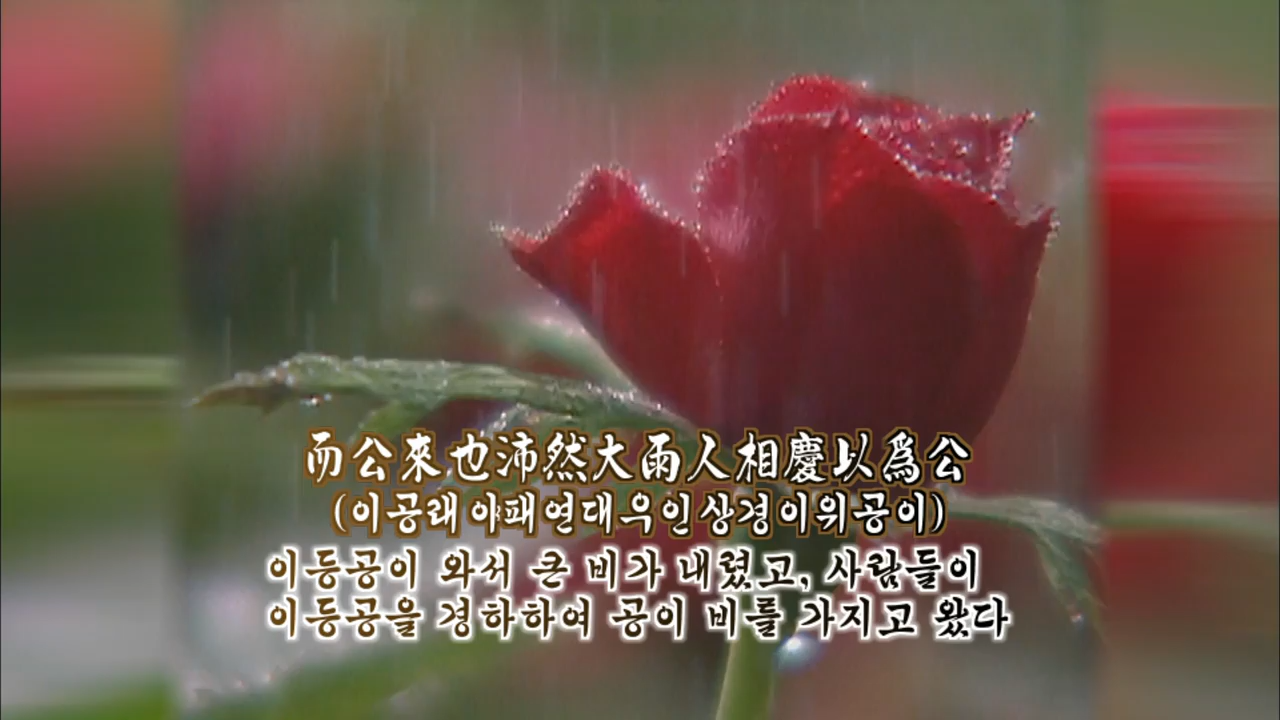 而公來也沛然大雨人相慶以爲公
(이공래야패연대우인상경이위공이)
이등공이 와서 큰 비가 내렸고, 사람들이
이등공을 경하하여 공이 비를 가지고 왔다